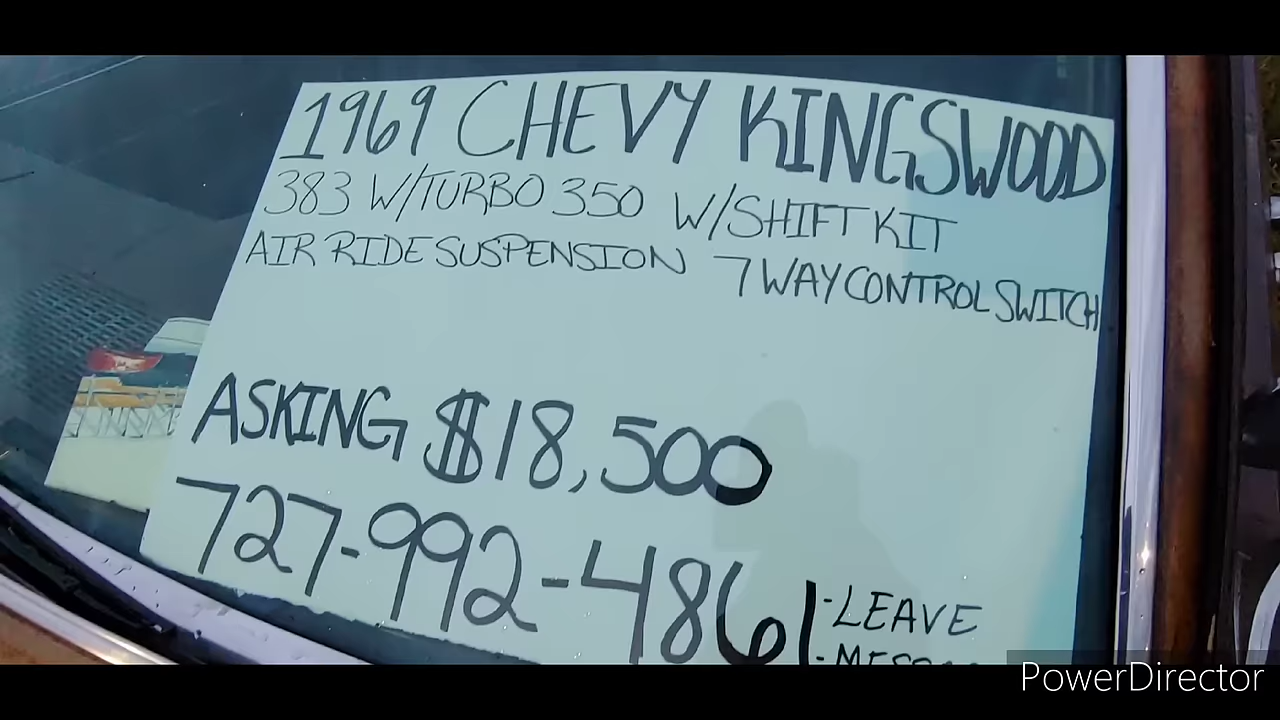 1969 CHEVY KINGSWOOD
383 W/TURBO 350 W/SHIFT KIT
AIR RIDE SUSPENSION 7 WAY CONTROL SWITCH
ASKING $18,500
727-992-4861 -LEAVE
PowerDirector